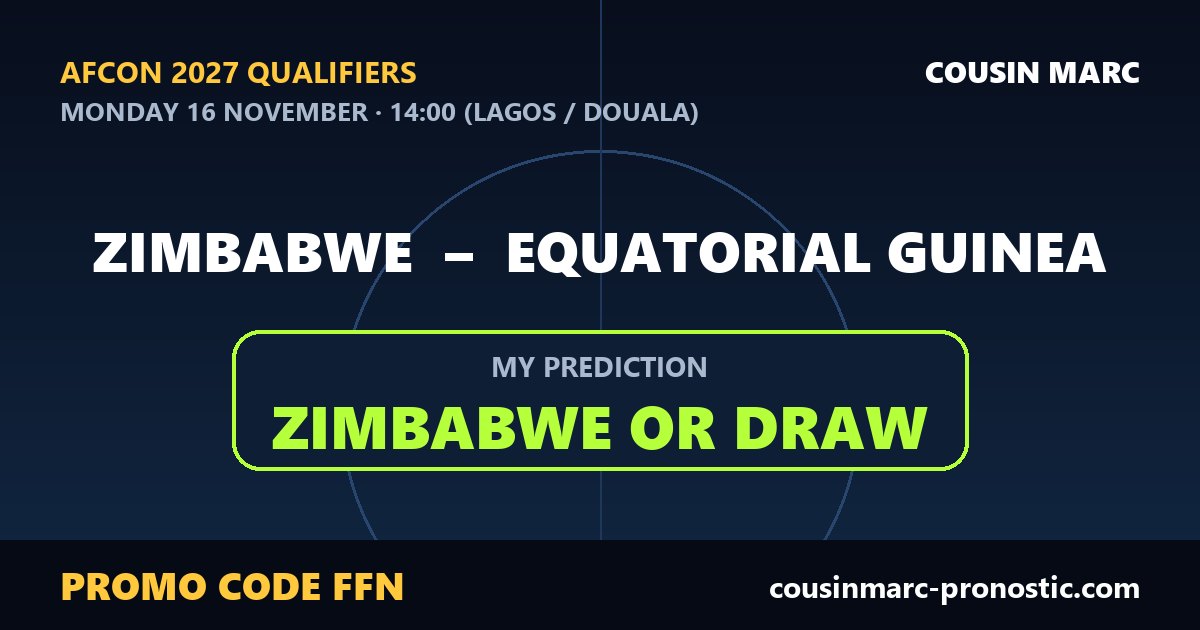 AFCON 2027 QUALIFIERS
COUSIN MARC
MONDAY 16 NOVEMBER · 14:00 (LAGOS / DOUALA)
ZIMBABWE – EQUATORIAL GUINEA
MY PREDICTION
ZIMBABWE OR DRAW
PROMO CODE FFN
cousinmarc-pronostic.com